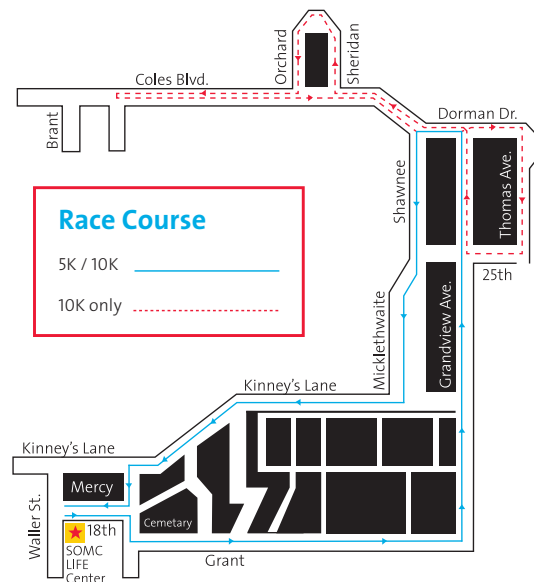 Orchard
Sheridan
Coles Blvd.
Brant
Dorman Dr.
Shawnee
Thomas Ave.
Race Course
5K / 10K
10K only
25th
Micklethwaite
Grandview Ave.
Kinney's Lane
Kinney's Lane
Mercy
Waller St.
Cemetary
18th
SOMC
LIFE
Center
Grant